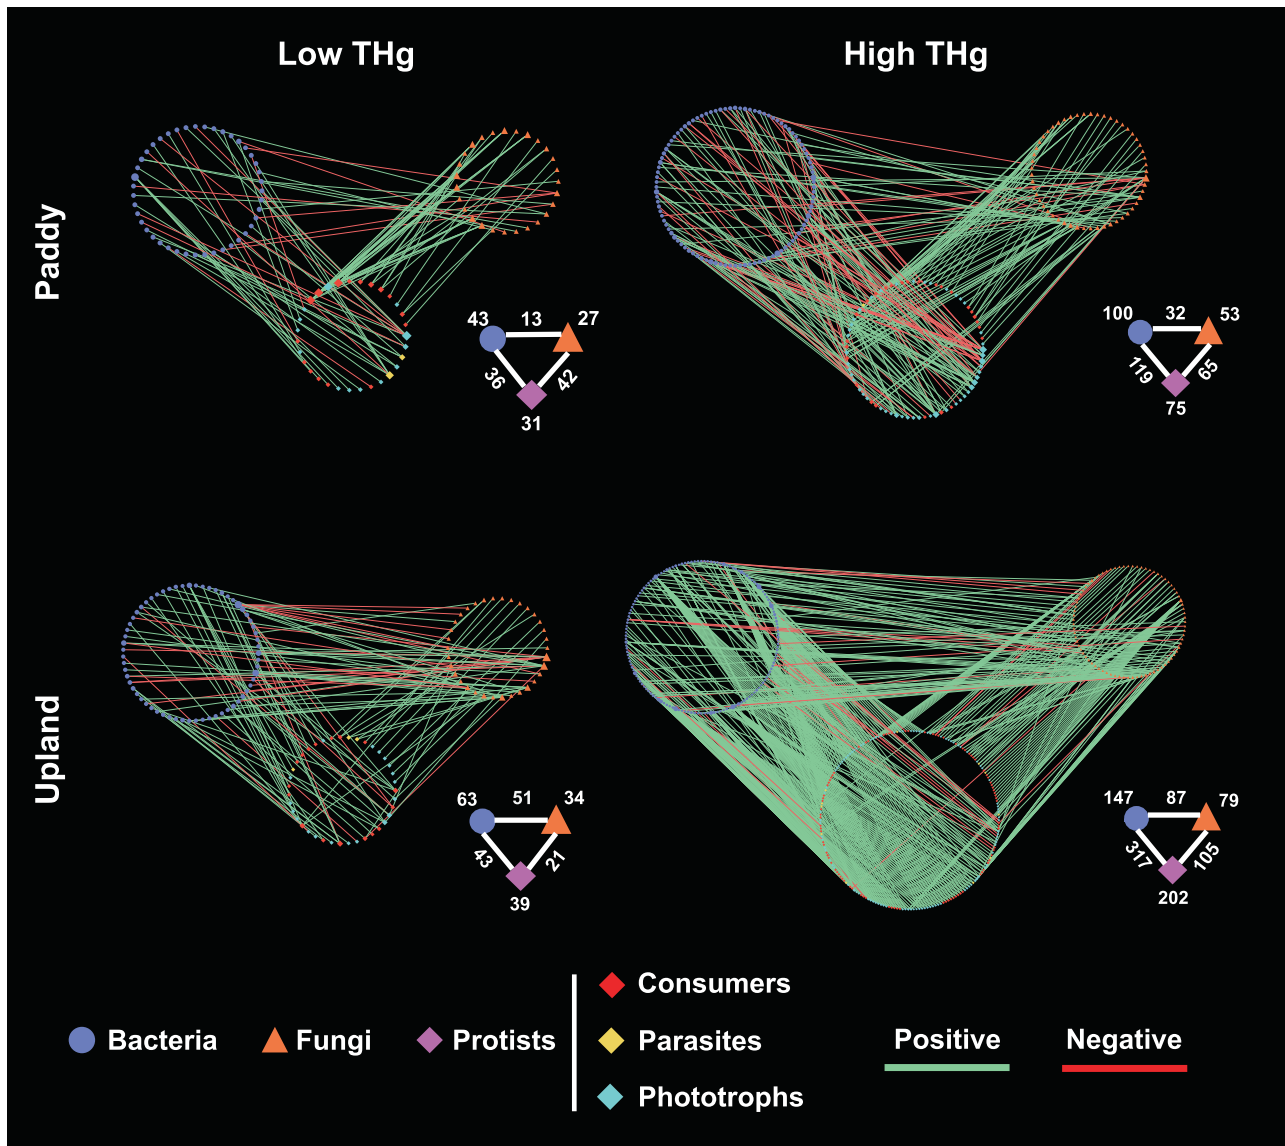 Low THg
High THg
Paddy
43 13 27
36 42
31
100 32 53
119 65
75
Upland
63 51 34
43 21
39
147 87 79
317 105
202
Bacteria
Fungi
Protists
Consumers
Parasites
Phototrophs
Positive
Negative